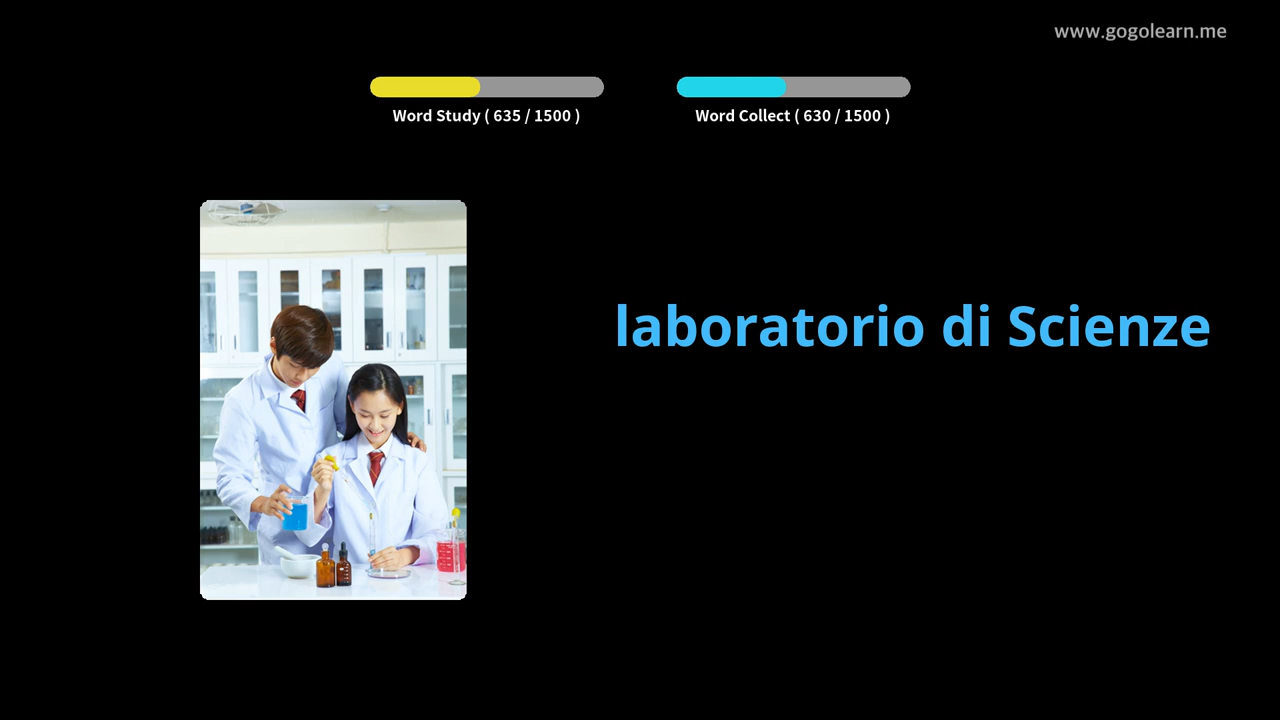 www.gogolearn.me
Word Study ( 635 / 1500 )
Word Collect ( 630 / 1500 )
laboratorio di Scienze